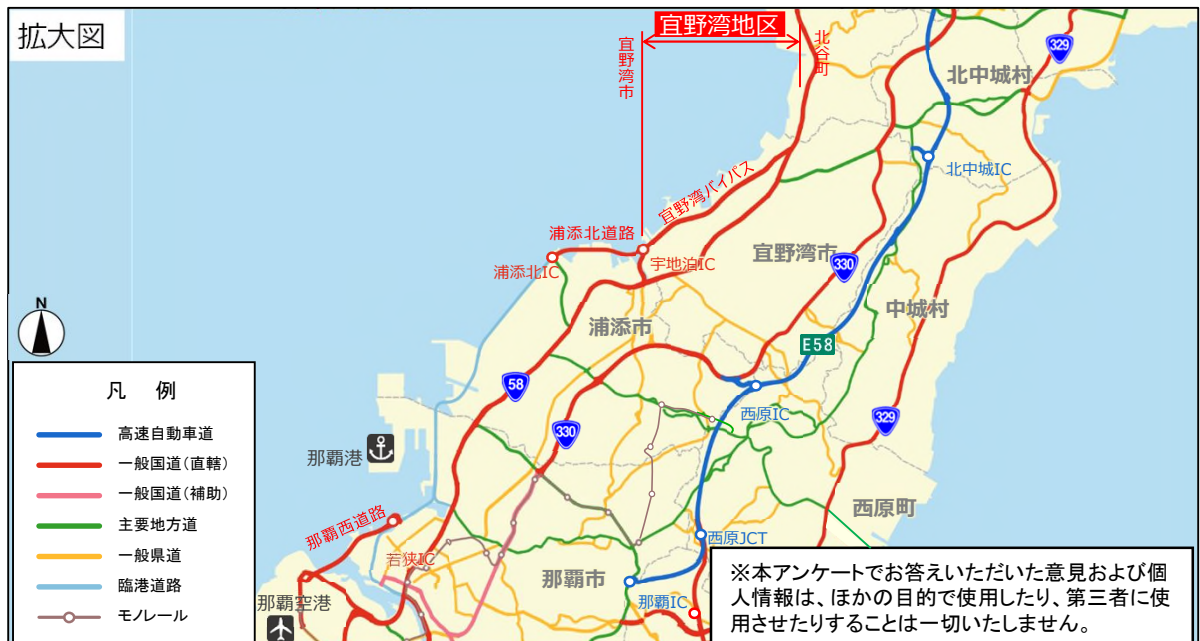 拡大図
宜野湾地区
宜野湾市
北谷町
329
北中城村
北中城IC
宜野湾バイパス
浦添北道路
浦添北IC
宇地泊IC
宜野湾市
330
中城村
浦添市
E58
N
58
西原IC
330
329
那覇港
西原町
那覇西道路
西原JCT
若狭IC
那覇市
那覇IC
那覇空港
凡 例
高速自動車道
一般国道(直轄)
一般国道(補助)
主要地方道
一般県道
臨港道路
モノレール
※本アンケートでお答えいただいた意見および個
人情報は、ほかの目的で使用したり、第三者に使
用させたりすることは一切いたしません。